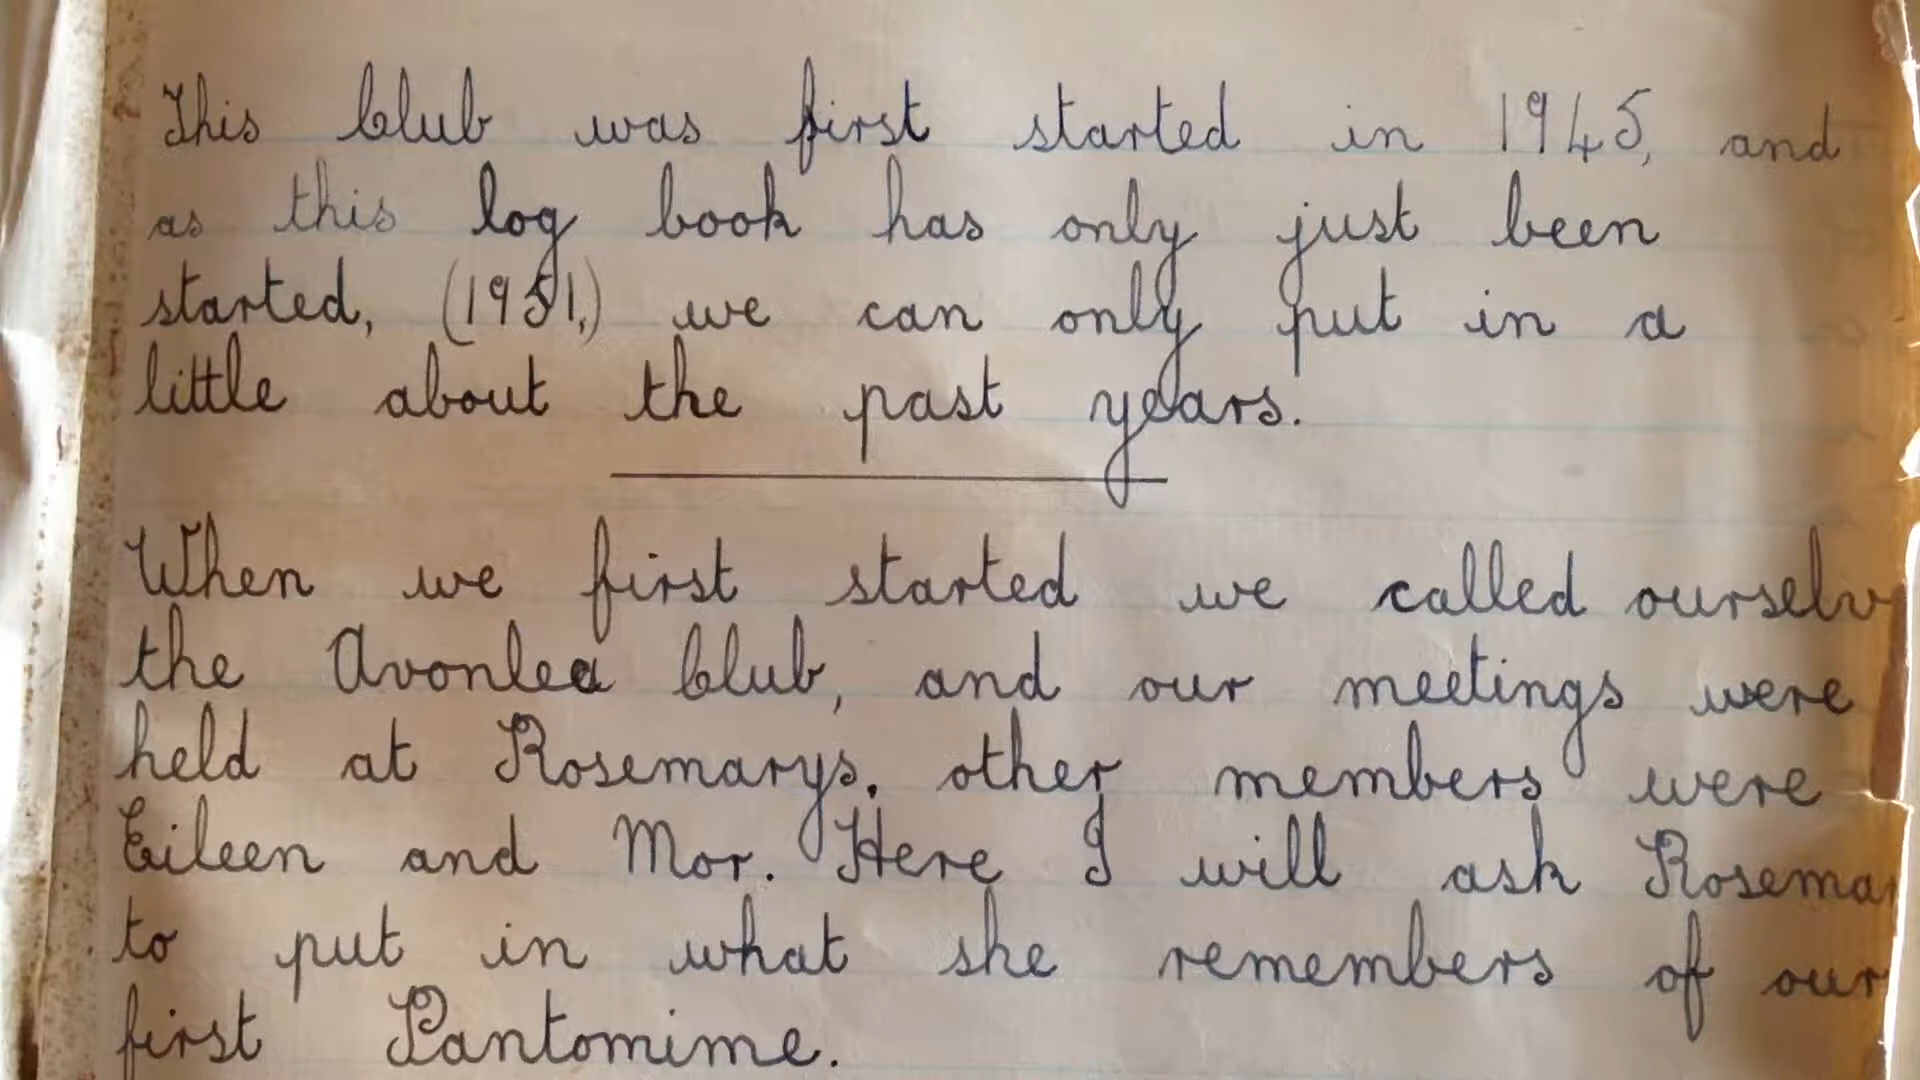 This Club was first started in 1945, and
as this log book has only just been
started, (1951,) we can only put in a
little about the past years.
When we first started we called ourselv
the Avonlea Club, and our meetings were
held at Rosemarys. other members were
Eileen and Mor. Here I will ask Rosemar
to put in what she remembers of our
first Pantomime.